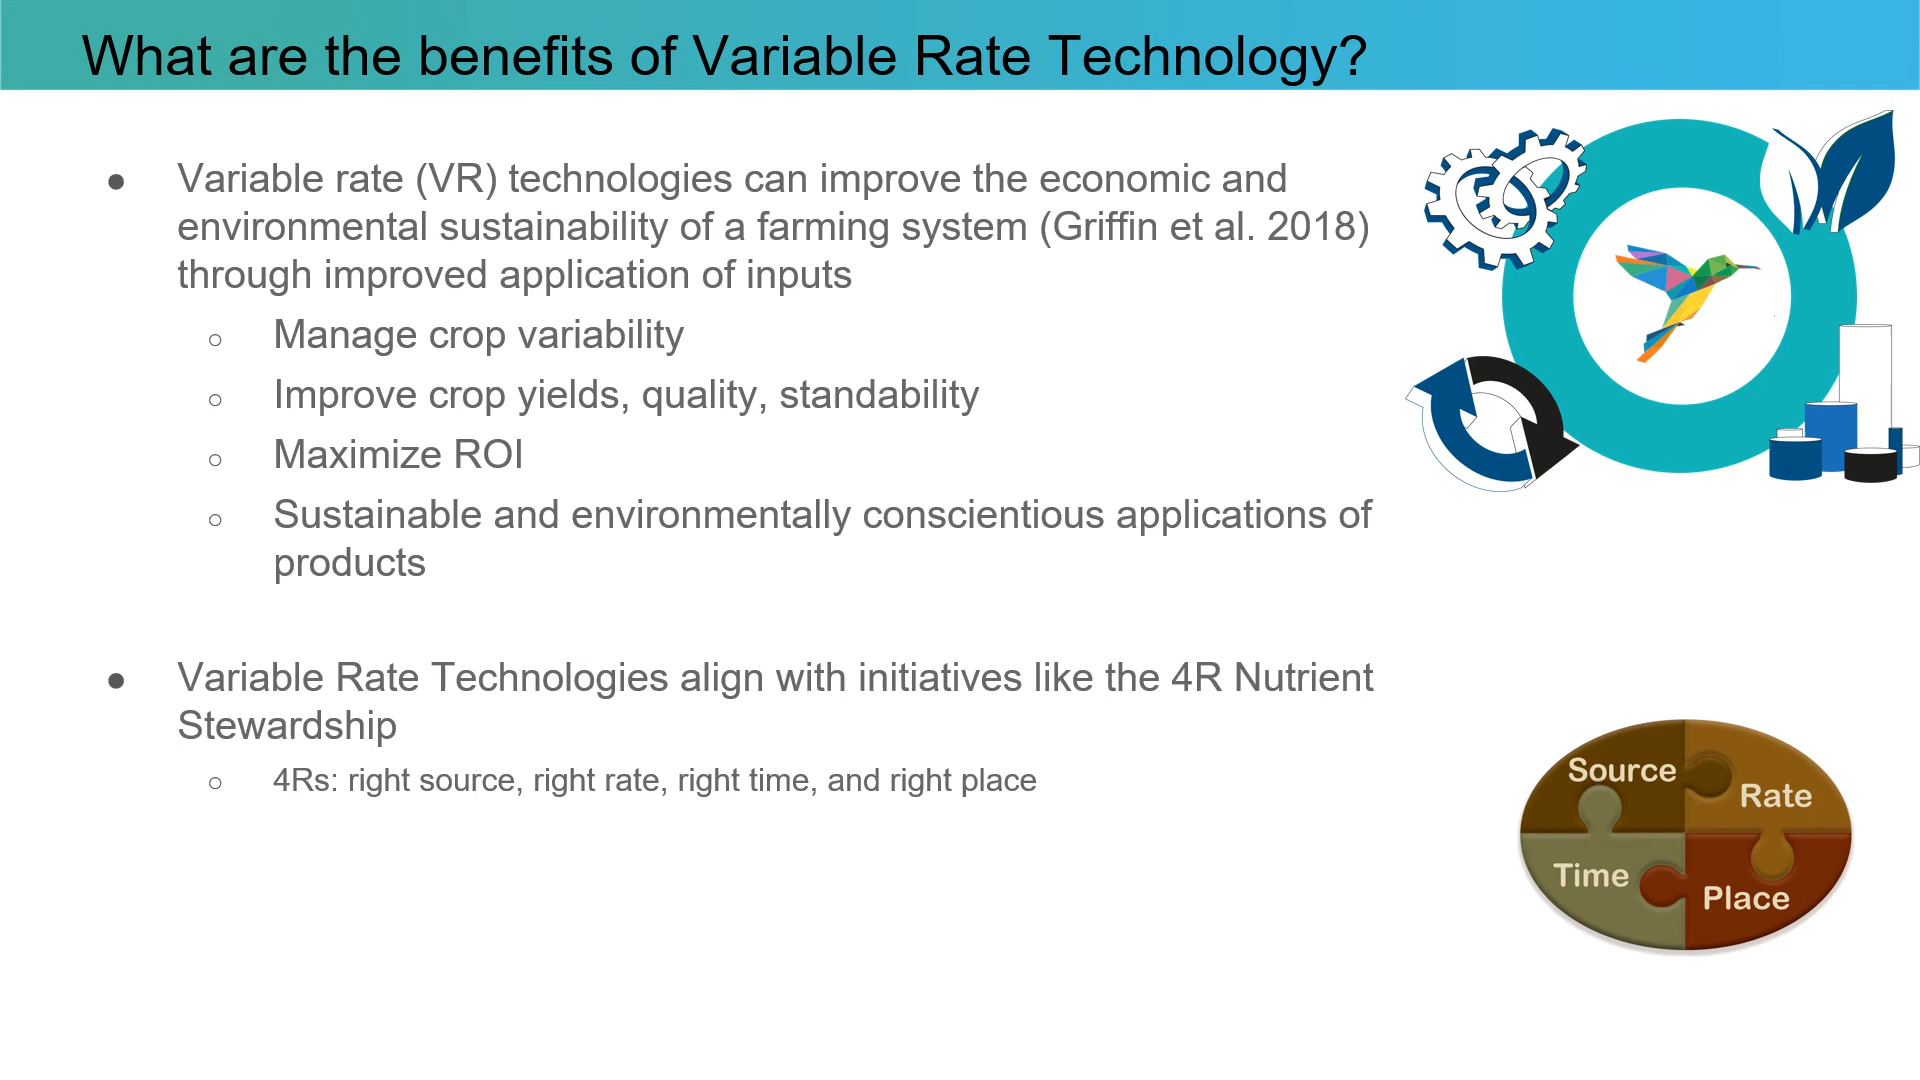 What are the benefits of Variable Rate Technology?
● Variable rate (VR) technologies can improve the economic and
environmental sustainability of a farming system (Griffin et al. 2018)
through improved application of inputs
○ Manage crop variability
○ Improve crop yields, quality, standability
○ Maximize ROI
○ Sustainable and environmentally conscientious applications of
products
● Variable Rate Technologies align with initiatives like the 4R Nutrient
Stewardship
○ 4Rs: right source, right rate, right time, and right place
Source
Rate
Time
Place